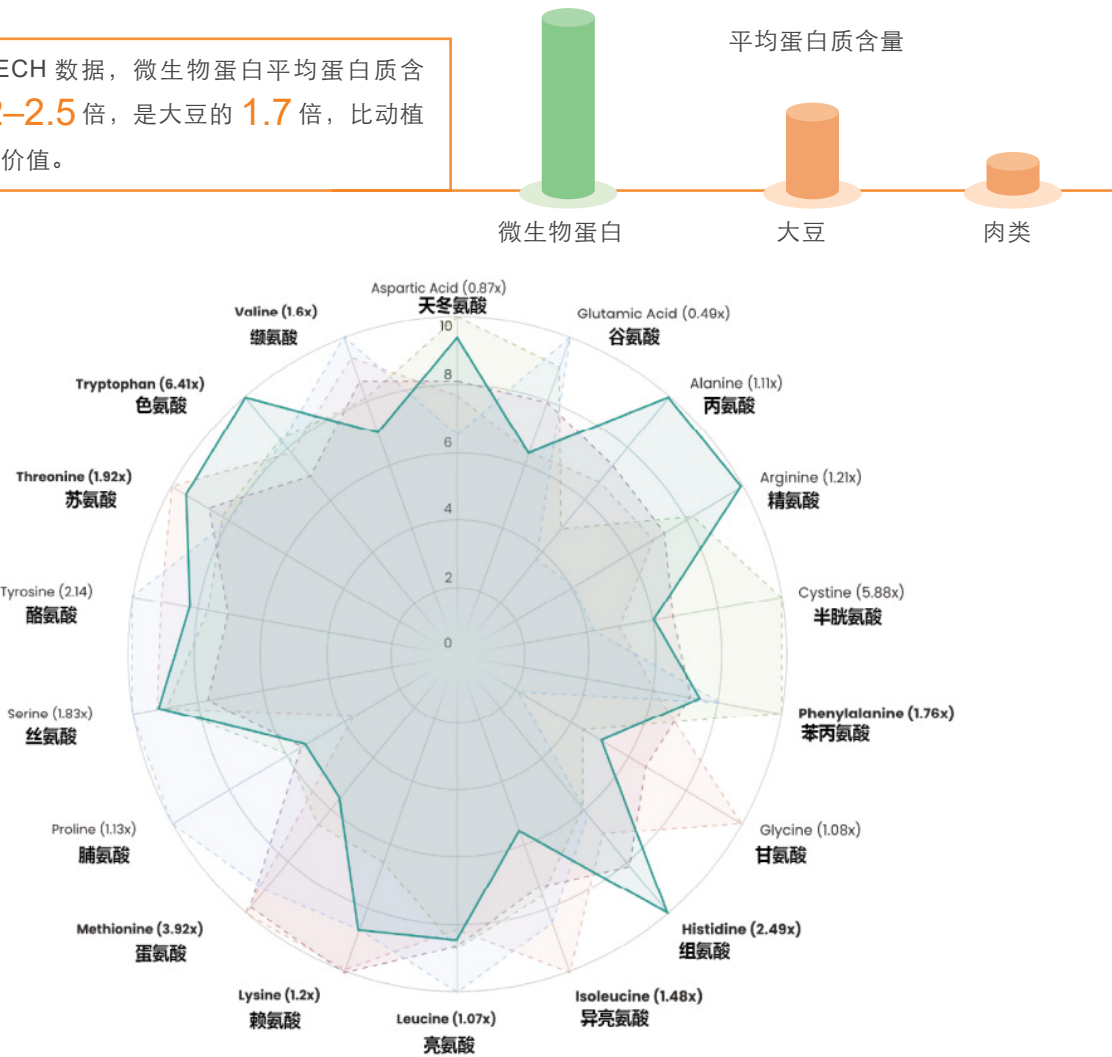 ECH 数据，微生物蛋白平均蛋白质含
2–2.5 倍，是大豆的 1.7 倍，比动植
价值。
平均蛋白质含量
微生物蛋白
大豆
肉类
Aspartic Acid (0.87x)
天冬氨酸
Glutamic Acid (0.49x)
谷氨酸
Alanine (1.11x)
丙氨酸
Arginine (1.21x)
精氨酸
Cystine (5.88x)
半胱氨酸
Phenylalanine (1.76x)
苯丙氨酸
Glycine (1.08x)
甘氨酸
Histidine (2.49x)
组氨酸
Isoleucine (1.48x)
异亮氨酸
Leucine (1.07x)
亮氨酸
Lysine (1.2x)
赖氨酸
Methionine (3.92x)
蛋氨酸
Proline (1.13x)
脯氨酸
Serine (1.83x)
丝氨酸
Tyrosine (2.14)
酪氨酸
Threonine (1.92x)
苏氨酸
Tryptophan (6.41x)
色氨酸
Valine (1.6x)
缬氨酸
10
8
6
4
2
0